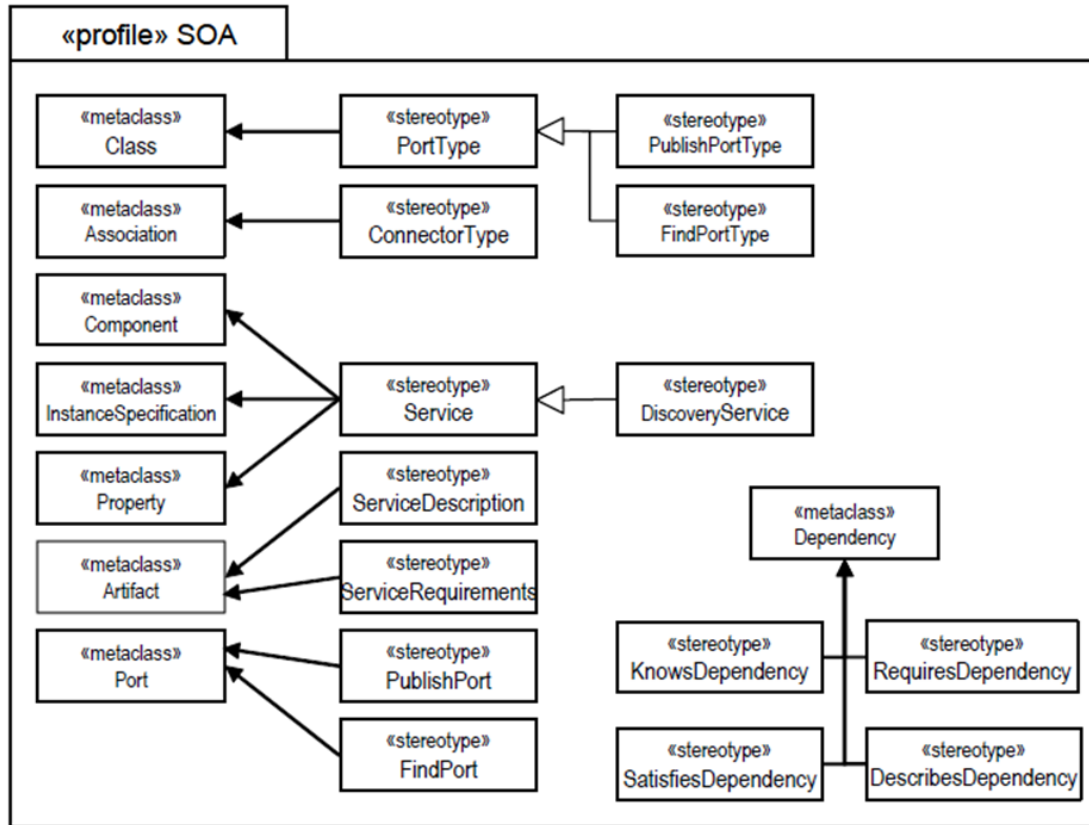 «profile» SOA
«metaclass»
Class
«stereotype»
PortType
«stereotype»
PublishPortType
«metaclass»
Association
«stereotype»
ConnectorType
«stereotype»
FindPortType
«metaclass»
Component
«metaclass»
InstanceSpecification
«stereotype»
Service
«stereotype»
DiscoveryService
«metaclass»
Property
«stereotype»
ServiceDescription
«metaclass»
Dependency
«metaclass»
Artifact
«stereotype»
ServiceRequirements
«metaclass»
Port
«stereotype»
PublishPort
«stereotype»
KnowsDependency
«stereotype»
RequiresDependency
«stereotype»
FindPort
«stereotype»
SatisfiesDependency
«stereotype»
DescribesDependency